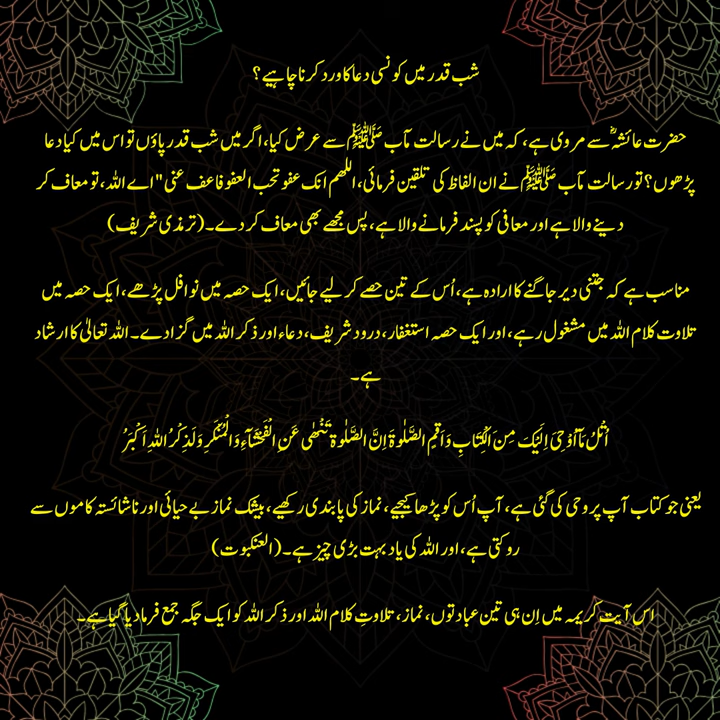 شب قدر میں کونسی دعا کا ورد کرنا چاہیے؟
حضرت عائشہؓ سے مروی ہے، کہ میں نے رسالت مآب ﷺ سے عرض کیا، اگر میں شب قدر پاؤں تو اس میں کیا دعا
پڑھوں؟ تو رسالت مآب ﷺ نے ان الفاظ کی تلقین فرمائی، اللھم انک عفو تحب العفو فاعف عنی" اے اللہ، تو معاف کر
دینے والا ہے اور معافی کو پسند فرمانے والا ہے، پس مجھے بھی معاف کر دے۔ (ترمذی شریف)
مناسب ہے کہ جتنی دیر جاگنے کا ارادہ ہے، اُس کے تین حصے کر لیے جائیں، ایک حصہ میں نوافل پڑھے، ایک حصہ میں
تلاوت کلام اللہ میں مشغول رہے، اور ایک حصہ استغفار، درود شریف، دعاء اور ذکر اللہ میں گزا دے۔ اللہ تعالیٰ کا ارشاد
ہے۔
اُتْلُ مَآ اُوْحِیَ اِلَیْکَ مِنَ الْکِتَابِ وَاَقِمِ الصَّلٰوةَ اِنَّ الصَّلٰوةَ تَنْھٰی عَنِ الْفَحْشَآءِ وَالْمُنْکَرِ وَلَذِکْرُ اللہِ اَکْبَرُ
یعنی جو کتاب آپ پر وحی کی گئی ہے، آپ اُس کو پڑھا کیجیے، نماز کی پابندی رکھیے، بیشک نماز بے حیائی اور ناشائستہ کاموں سے
روکتی ہے، اور اللہ کی یاد بہت بڑی چیز ہے۔ (العنکبوت)
اس آیت کریمہ میں اِن ہی تین عبادتوں، نماز، تلاوتِ کلام اللہ اور ذکر اللہ کو ایک جگہ جمع فرما دیا گیا ہے۔